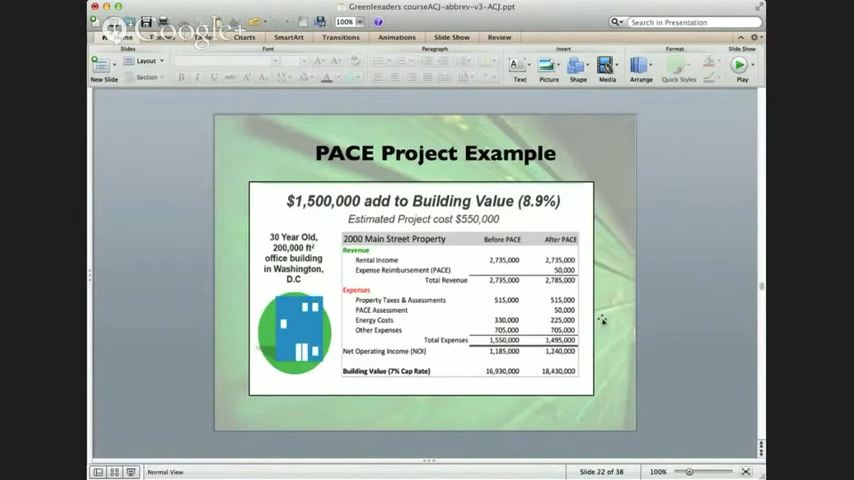 Greenleaders courseACJ-abbrev-v3-ACJ.ppt
Google+
100%
Search in Presentation
Charts
SmartArt
Transitions
Animations
Slide Show
Review
Slides
Font
Paragraph
Insert
Format
Slide Show
New Slide
Layout
Section
Text
Picture
Shape
Media
Arrange
Quick Styles
Play
PACE Project Example
$1,500,000 add to Building Value (8.9%)
Estimated Project cost $550,000
30 Year Old,
200,000 ft²
office building
in Washington,
D.C
2000 Main Street Property Before PACE After PACE
Revenue
Rental Income 2,735,000 2,735,000
Expense Reimbursement (PACE) 50,000
Total Revenue 2,735,000 2,785,000
Expenses
Property Taxes & Assessments 515,000 515,000
PACE Assessment 50,000
Energy Costs 330,000 225,000
Other Expenses 705,000 705,000
Total Expenses 1,550,000 1,495,000
Net Operating Income (NOI) 1,185,000 1,240,000
Building Value (7% Cap Rate) 16,930,000 18,430,000
Normal View
Slide 22 of 38
100%